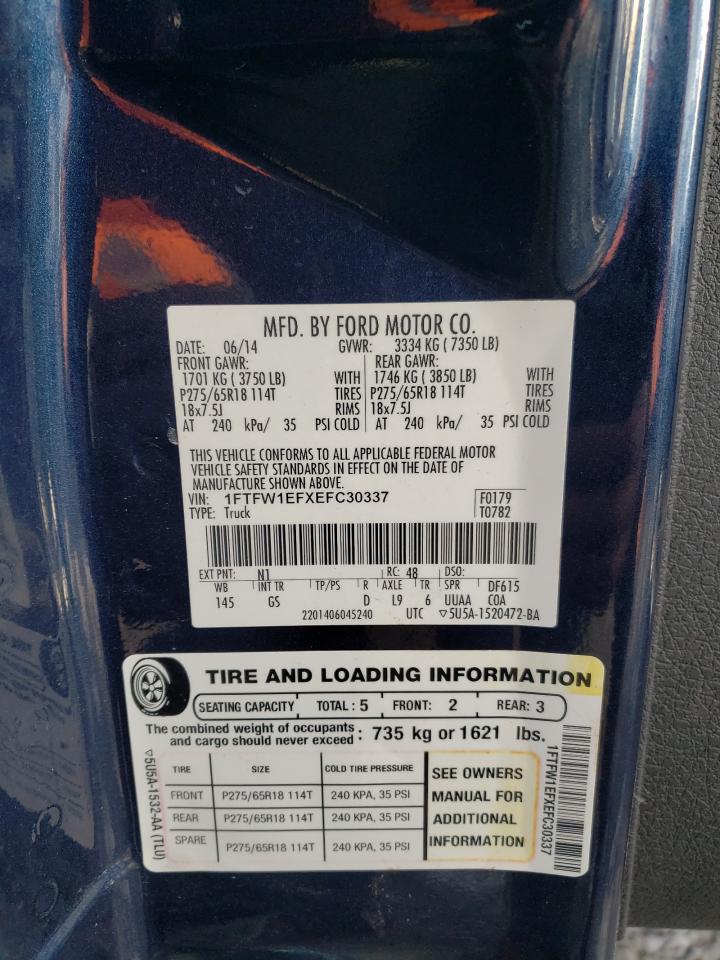 MFD. BY FORD MOTOR CO.
DATE: 06/14 GVWR: 3334 KG ( 7350 LB)
FRONT GAWR: REAR GAWR:
1701 KG ( 3750 LB) WITH 1746 KG ( 3850 LB) WITH
P275/65R18 114T TIRES P275/65R18 114T TIRES
18x7.5J RIMS 18x7.5J RIMS
AT 240 kPa/ 35 PSI COLD AT 240 kPa/ 35 PSI COLD
THIS VEHICLE CONFORMS TO ALL APPLICABLE FEDERAL MOTOR
VEHICLE SAFETY STANDARDS IN EFFECT ON THE DATE OF
MANUFACTURE SHOWN ABOVE.
VIN: 1FTFW1EFXEFC30337 F0179
TYPE: Truck T0782
EXT PNT: N1 RC: 48 DSO:
WB INT TR TP/PS R AXLE TR SPR DF615
145 GS D L9 6 UUAA COA
2201406045240 UTC ▽5U5A-1520472-BA
TIRE AND LOADING INFORMATION
SEATING CAPACITY TOTAL : 5 FRONT: 2 REAR: 3
The combined weight of occupants
and cargo should never exceed : 735 kg or 1621 lbs.
TIRE SIZE COLD TIRE PRESSURE
FRONT P275/65R18 114T 240 KPA, 35 PSI
REAR P275/65R18 114T 240 KPA, 35 PSI
SPARE P275/65R18 114T 240 KPA, 35 PSI
SEE OWNERS
MANUAL FOR
ADDITIONAL
INFORMATION
▽5U5A-1532-AA (TLU)
1FTFW1EFXEFC30337